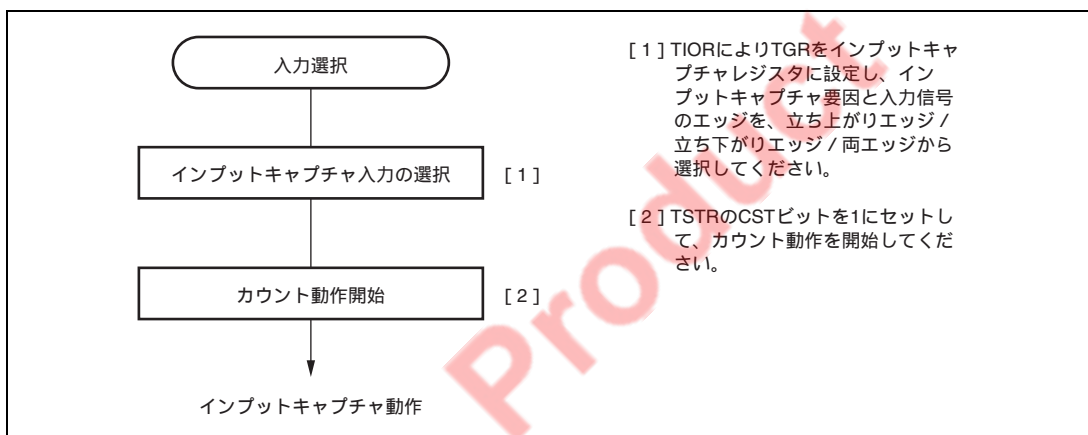 入力選択
インプットキャプチャ入力の選択 [1]
カウント動作開始 [2]
インプットキャプチャ動作
[1] TIORによりTGRをインプットキャ
プチャレジスタに設定し、イン
プットキャプチャ要因と入力信号
のエッジを、立ち上がりエッジ/
立ち下がりエッジ/両エッジから
選択してください。
[2] TSTRのCSTビットを1にセットし
て、カウント動作を開始してくだ
さい。
Product